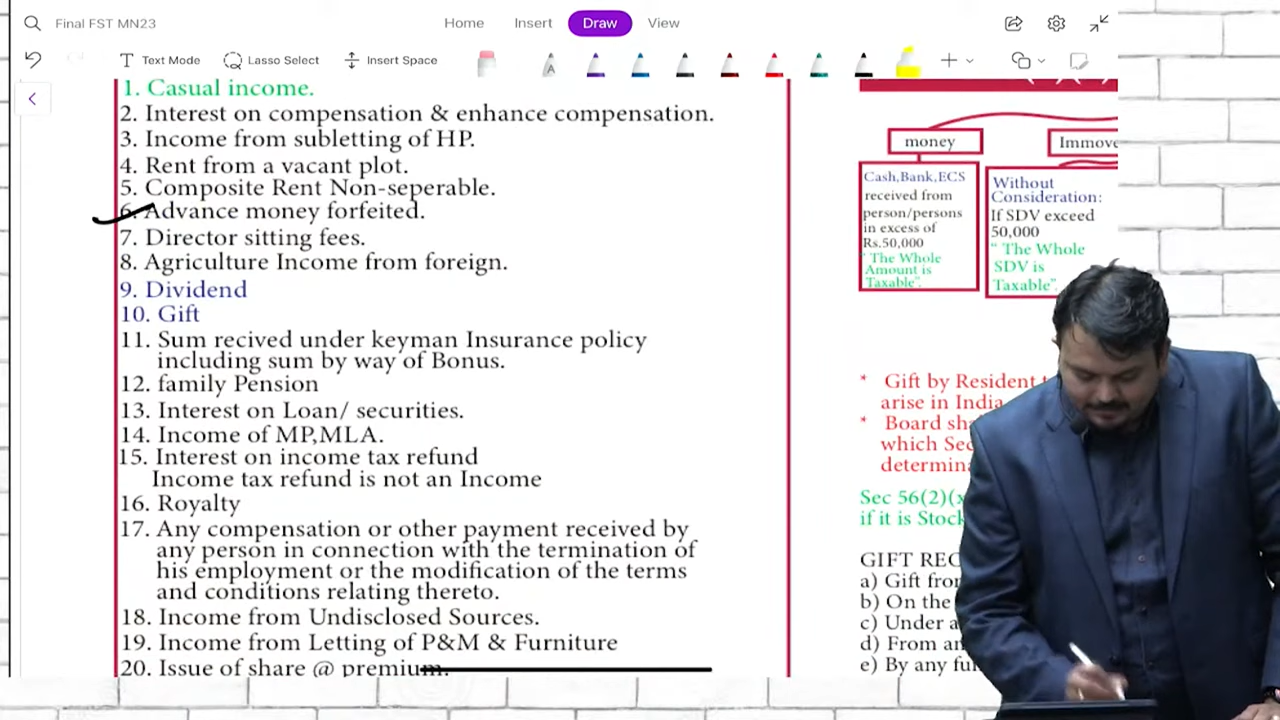 Final FST MN23
Home
Insert
Draw
View
Text Mode
Lasso Select
Insert Space
A
1. Casual income.
2. Interest on compensation & enhance compensation.
3. Income from subletting of HP.
4. Rent from a vacant plot.
5. Composite Rent Non-seperable.
6. Advance money forfeited.
7. Director sitting fees.
8. Agriculture Income from foreign.
9. Dividend
10. Gift
11. Sum recived under keyman Insurance policy
including sum by way of Bonus.
12. family Pension
13. Interest on Loan/ securities.
14. Income of MP,MLA.
15. Interest on income tax refund
Income tax refund is not an Income
16. Royalty
17. Any compensation or other payment received by
any person in connection with the termination of
his employment or the modification of the terms
and conditions relating thereto.
18. Income from Undisclosed Sources.
19. Income from Letting of P&M & Furniture
20. Issue of share @ premium.
money
Immove
Cash,Bank,ECS
received from
person/persons
in excess of
Rs.50,000
" The Whole
Amount is
Taxable".
Without
Consideration:
If SDV exceed
50,000
" The Whole
SDV is
Taxable".
* Gift by Resident
arise in India
* Board
which Sec
Sec 56(2)
if it is Stock
GIFT
a) Gift
b) On the
c) Under
d) From
e) By any